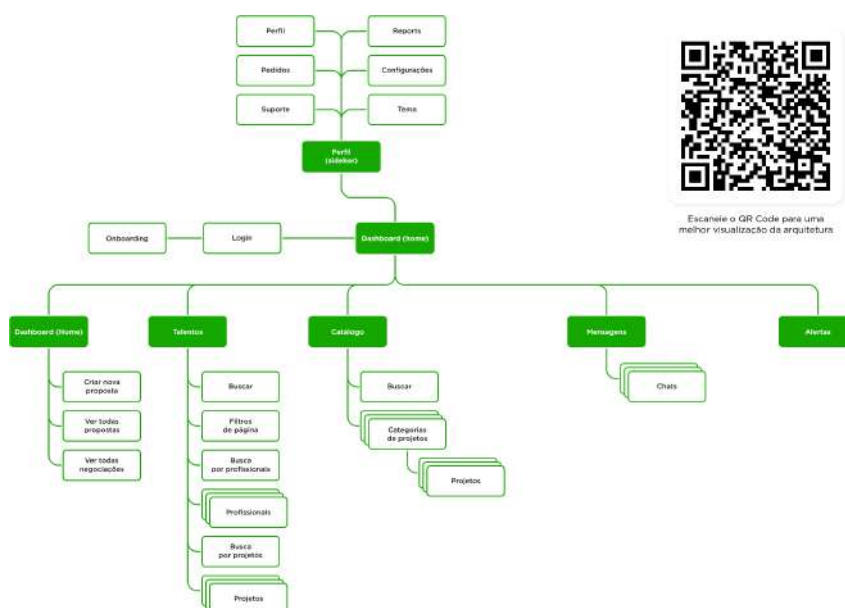 Perfil
Reports
Pedidos
Configurações
Suporte
Tema
Perfil
(sidebar)
Escaneie o QR Code para uma
melhor visualização da arquitetura
Onboarding
Login
Dashboard (home)
Dashboard (Home)
Talentos
Catálogo
Mensagens
Alertas
Criar nova
proposta
Ver todas
propostas
Ver todas
negociações
Buscar
Filtros
de página
Busca
por profissionais
Profissionais
Busca
por projetos
Projetos
Buscar
Categorias
de projetos
Projetos
Chats